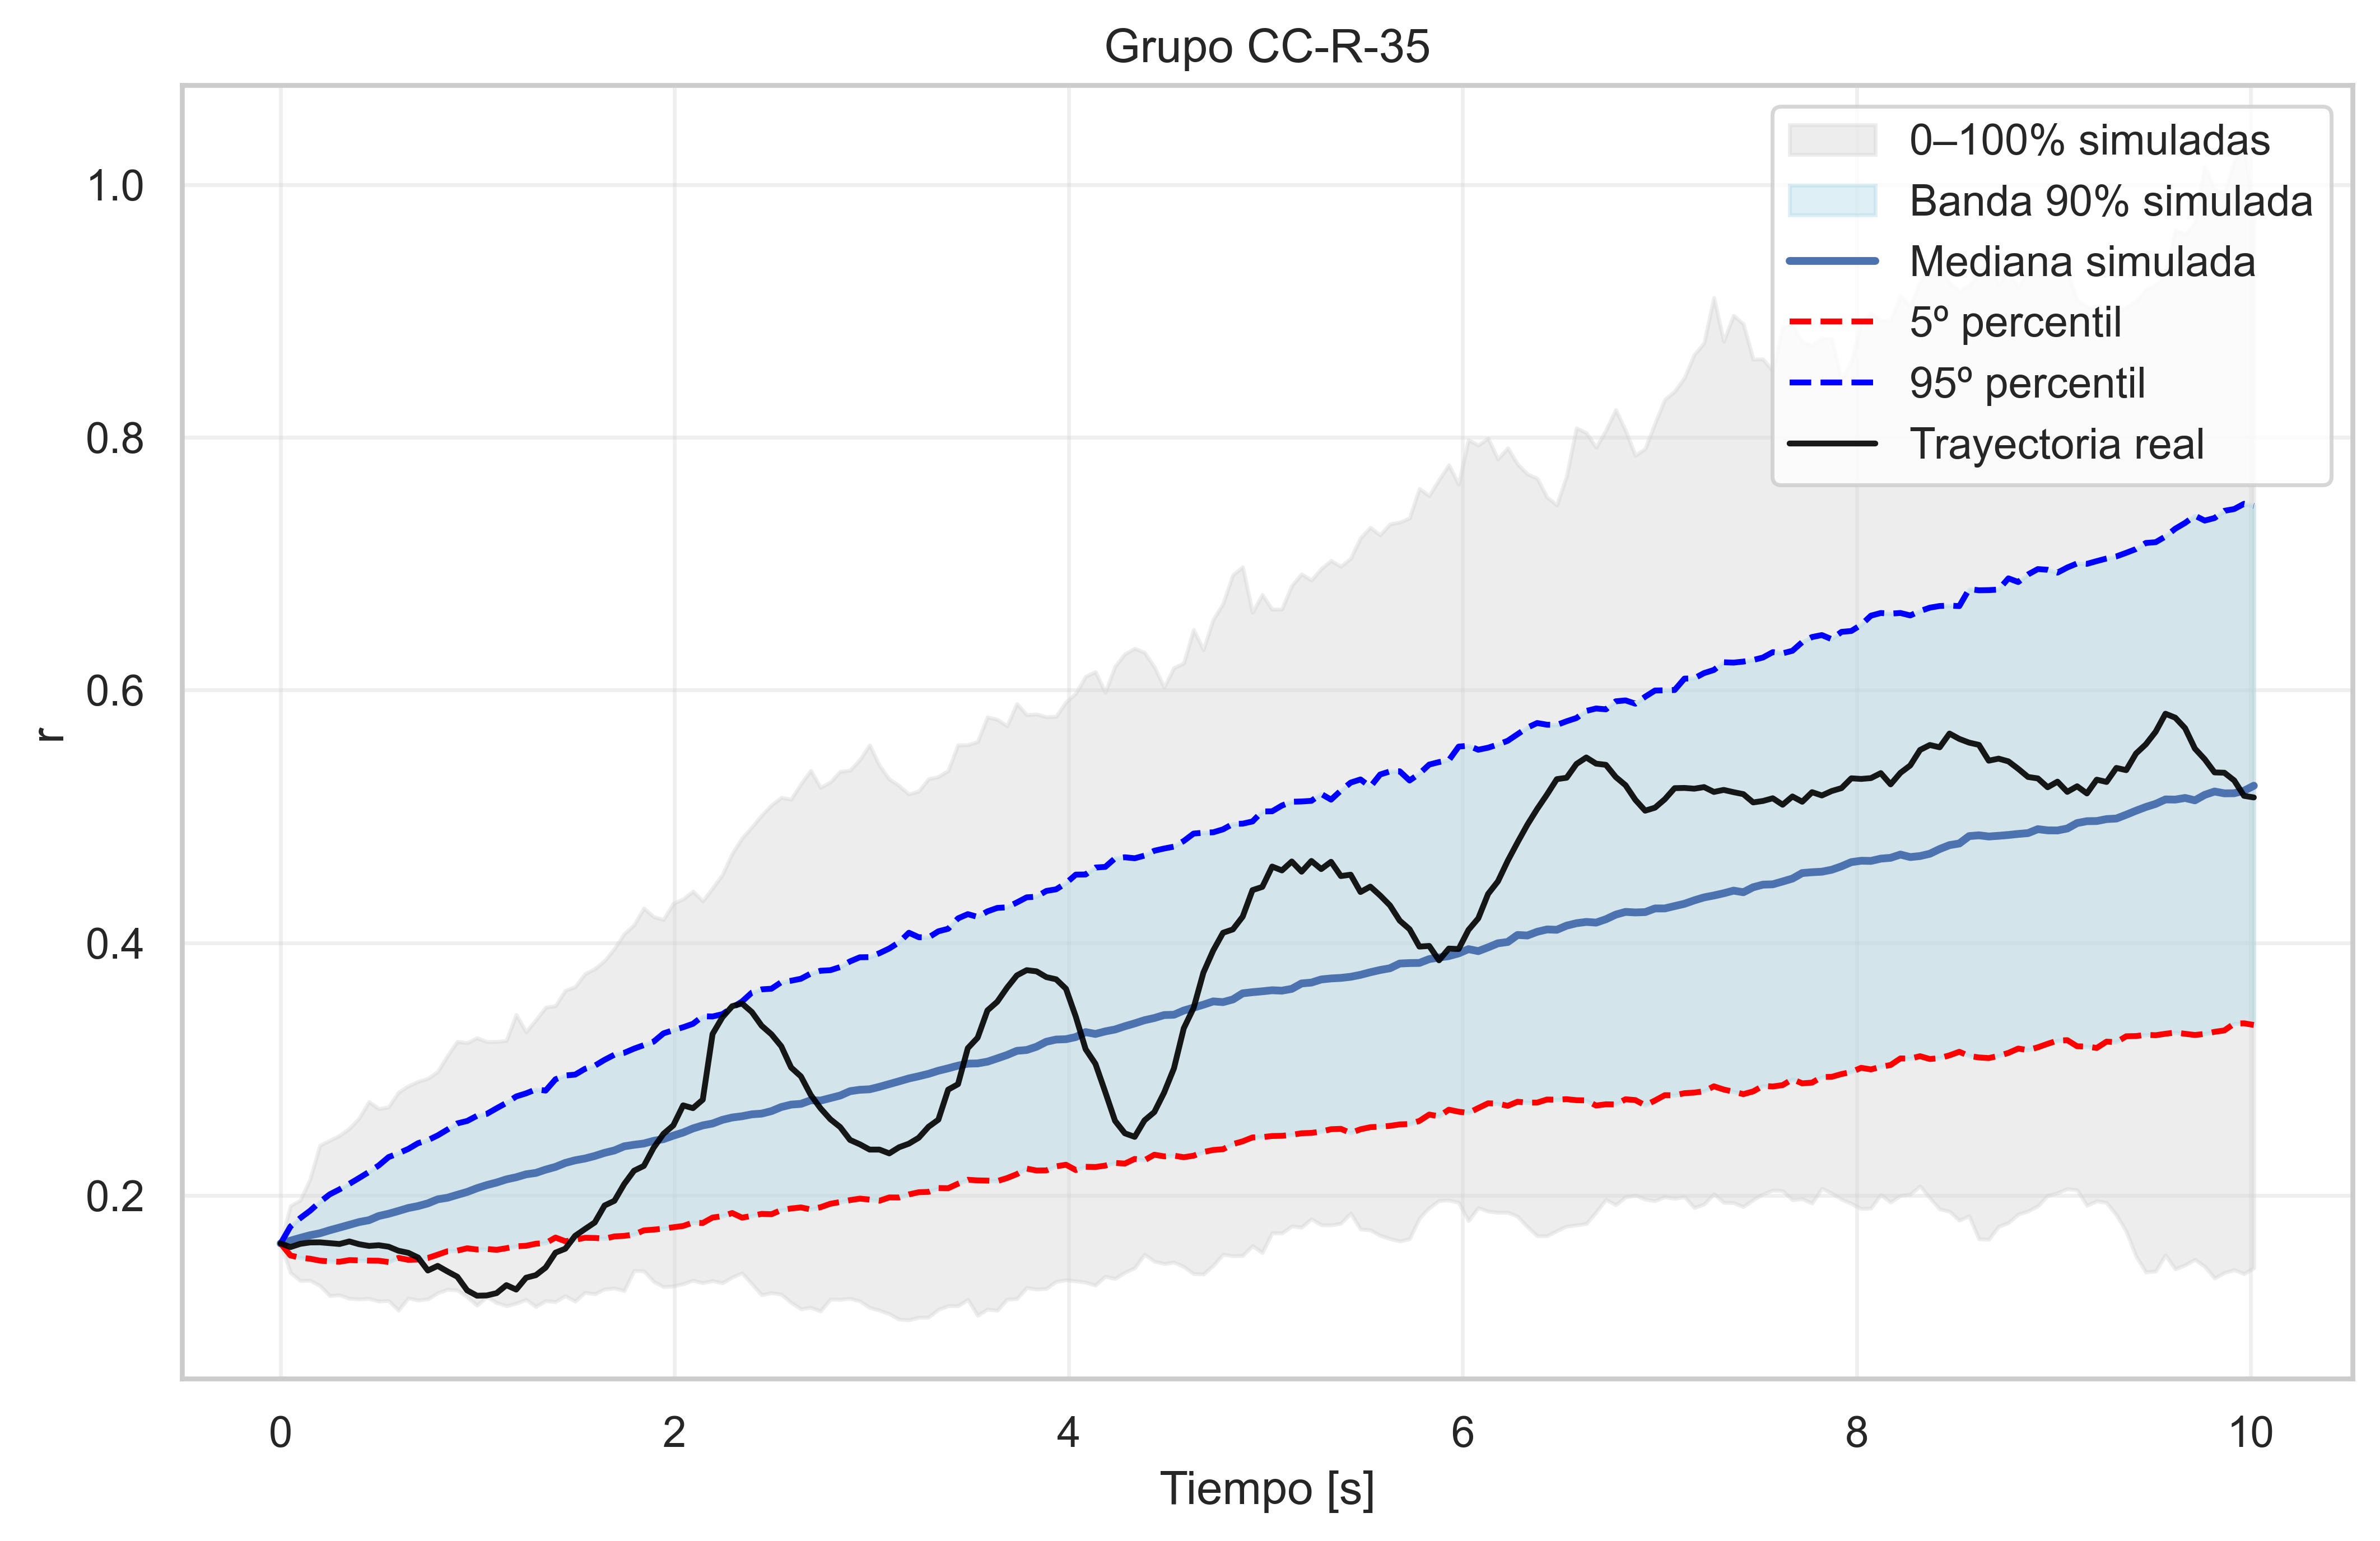 Grupo CC-R-35
0–100% simuladas
Banda 90% simulada
Mediana simulada
5º percentil
95º percentil
Trayectoria real
1.0
0.8
0.6
0.4
0.2
r
0 2 4 6 8 10
Tiempo [s]